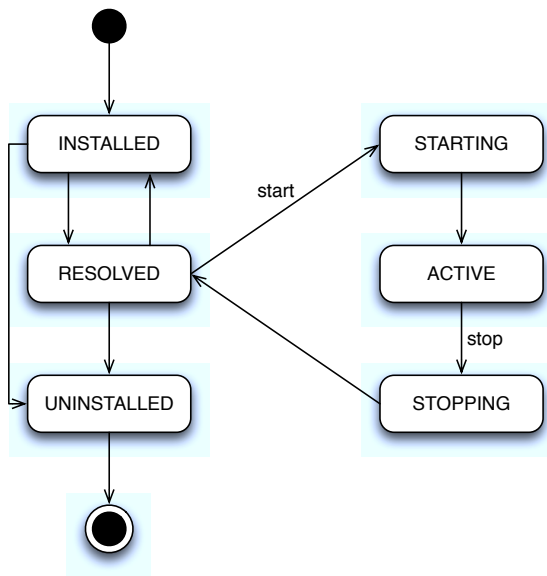 INSTALLED
STARTING
start
RESOLVED
ACTIVE
stop
UNINSTALLED
STOPPING